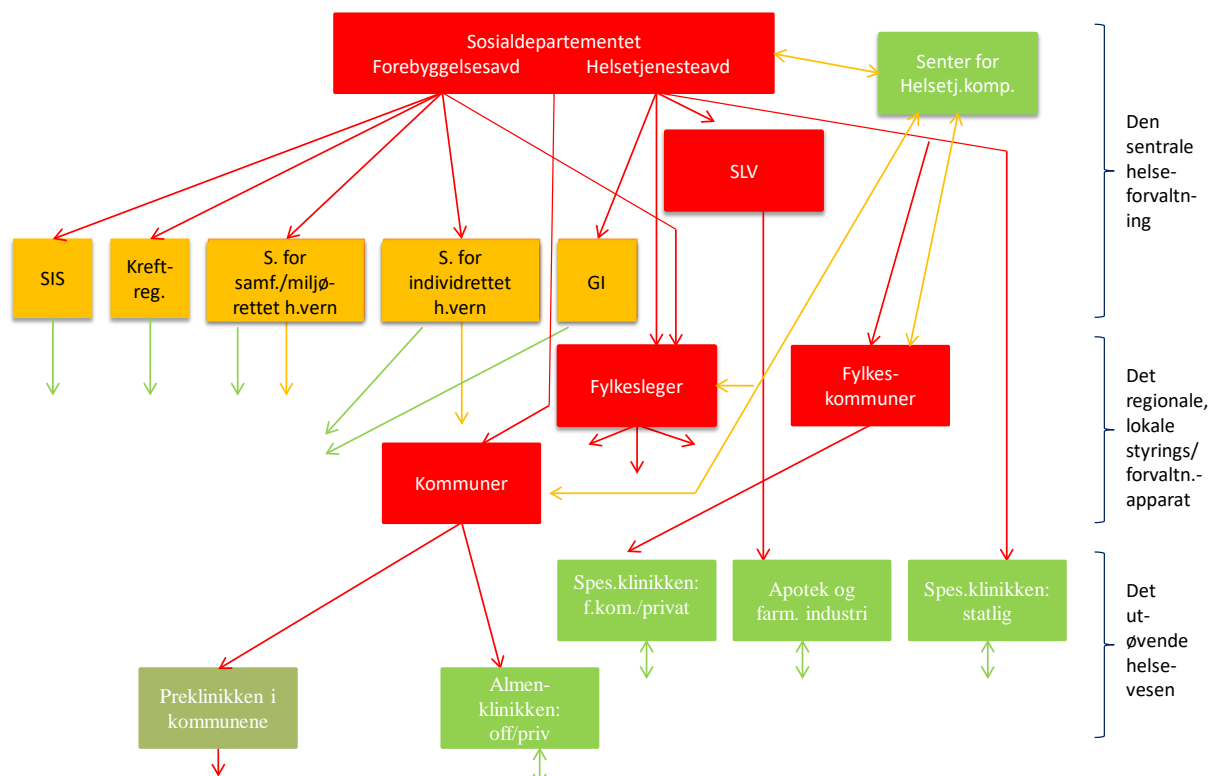 Sosialdepartementet
Forebyggelsesavd Helsetjenesteavd
Senter for
Helsetj.komp.
Den
sentrale
helse-
forvaltn-
ing
SLV
SIS
Kreft-
reg.
S. for
samf./miljø-
rettet h.vern
S. for
individrettet
h.vern
GI
Fylkesleger
Fylkes-
kommuner
Det
regionale,
lokale
styrings/
forvaltn.-
apparat
Kommuner
Spes.klinikken:
f.kom./privat
Apotek og
farm. industri
Spes.klinikken:
statlig
Det
ut-
øvende
helse-
vesen
Preklinikken i
kommunene
Almen-
klinikken:
off/priv